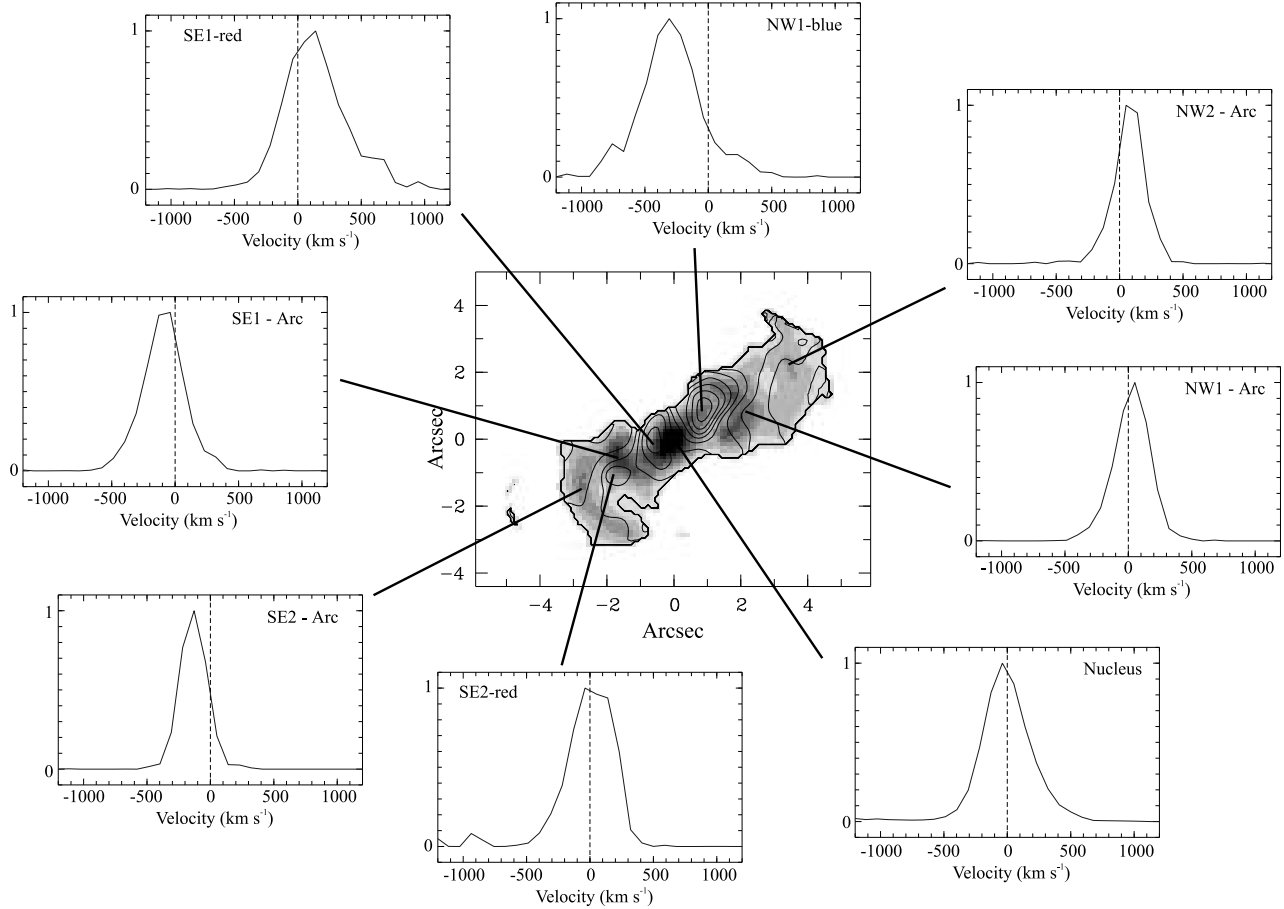 SE1-red
1
0
-1000 -500 0 500 1000
Velocity (km s⁻¹)
NW1-blue
1
0
-1000 -500 0 500 1000
Velocity (km s⁻¹)
NW2 - Arc
1
0
-1000 -500 0 500 1000
Velocity (km s⁻¹)
SE1 - Arc
1
0
-1000 -500 0 500 1000
Velocity (km s⁻¹)
4
2
0
−2
−4
Arcsec
−4 −2 0 2 4
Arcsec
NW1 - Arc
1
0
-1000 -500 0 500 1000
Velocity (km s⁻¹)
SE2 - Arc
1
0
-1000 -500 0 500 1000
Velocity (km s⁻¹)
SE2-red
1
0
-1000 -500 0 500 1000
Velocity (km s⁻¹)
Nucleus
1
0
-1000 -500 0 500 1000
Velocity (km s⁻¹)